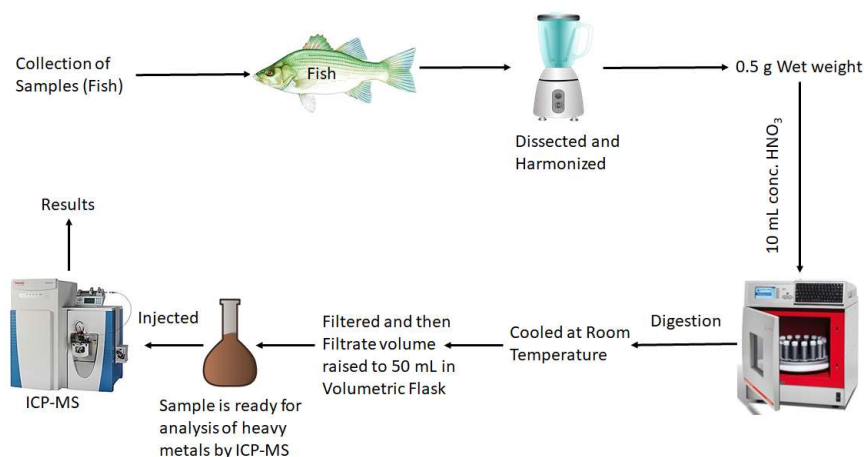 Collection of
Samples (Fish)
Fish
Dissected and
Harmonized
0.5 g Wet weight
10 mL conc. HNO₃
Digestion
Cooled at Room
Temperature
Filtered and then
Filtrate volume
raised to 50 mL in
Volumetric Flask
Sample is ready for
analysis of heavy
metals by ICP-MS
Injected
ICP-MS
Results